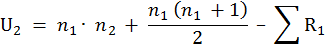 U₂ = n₁· n₂ + n₁ (n₁ + 1) / 2 − ∑ R₁